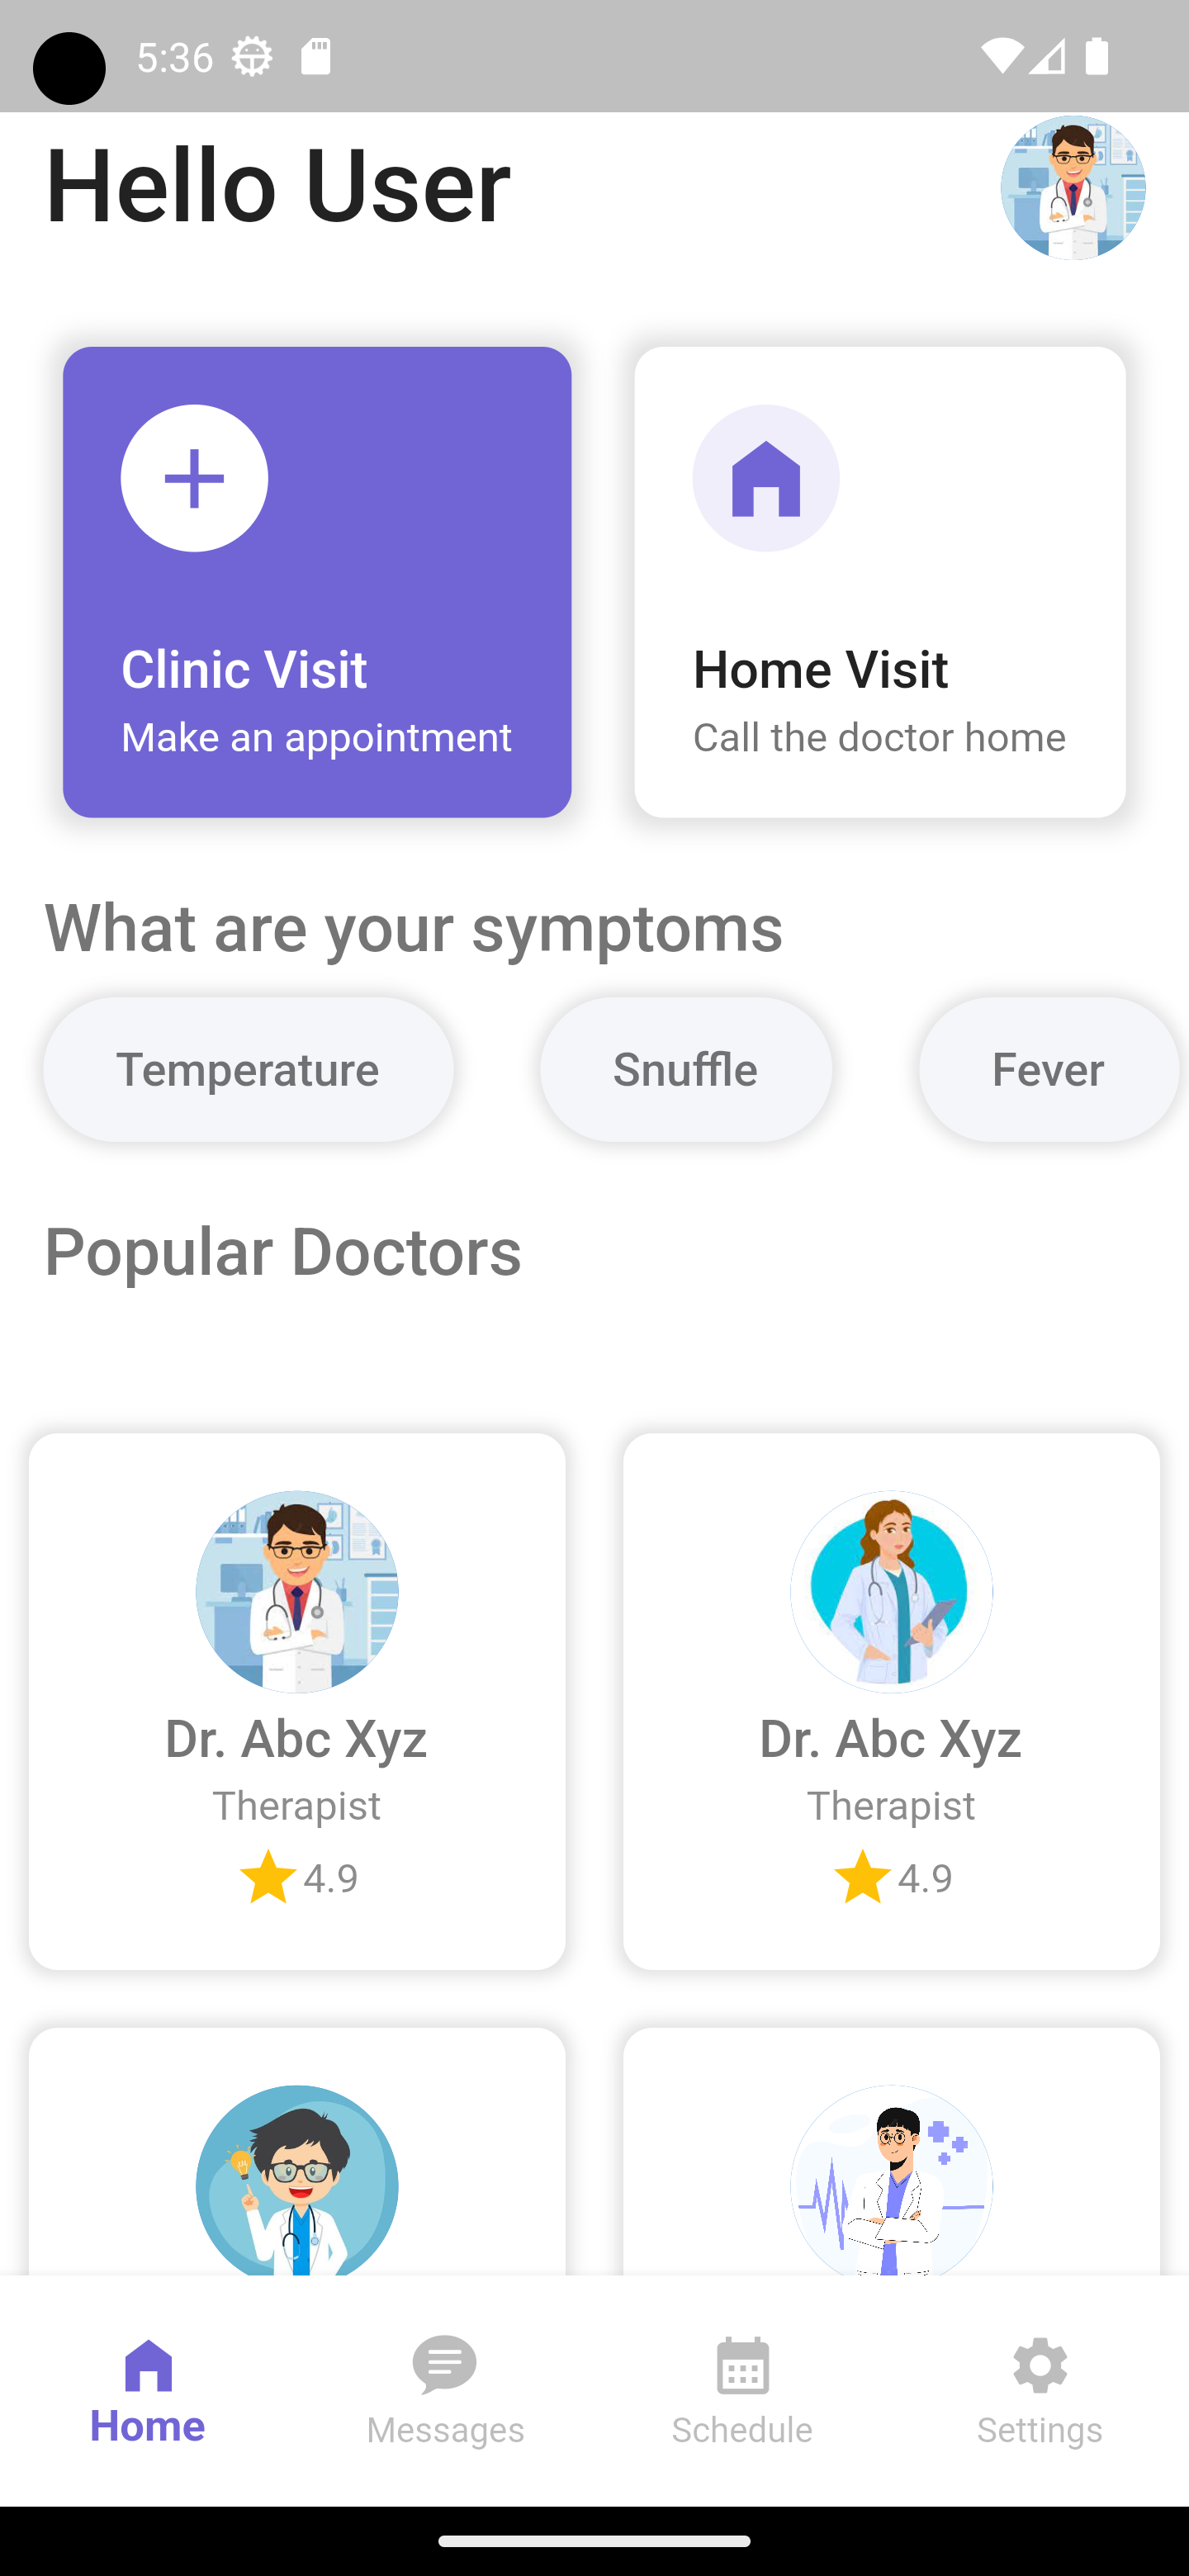 5:36
Hello User
Clinic Visit
Make an appointment
Home Visit
Call the doctor home
What are your symptoms
Temperature
Snuffle
Fever
Popular Doctors
Dr. Abc Xyz
Therapist
4.9
Dr. Abc Xyz
Therapist
4.9
Home
Messages
Schedule
Settings